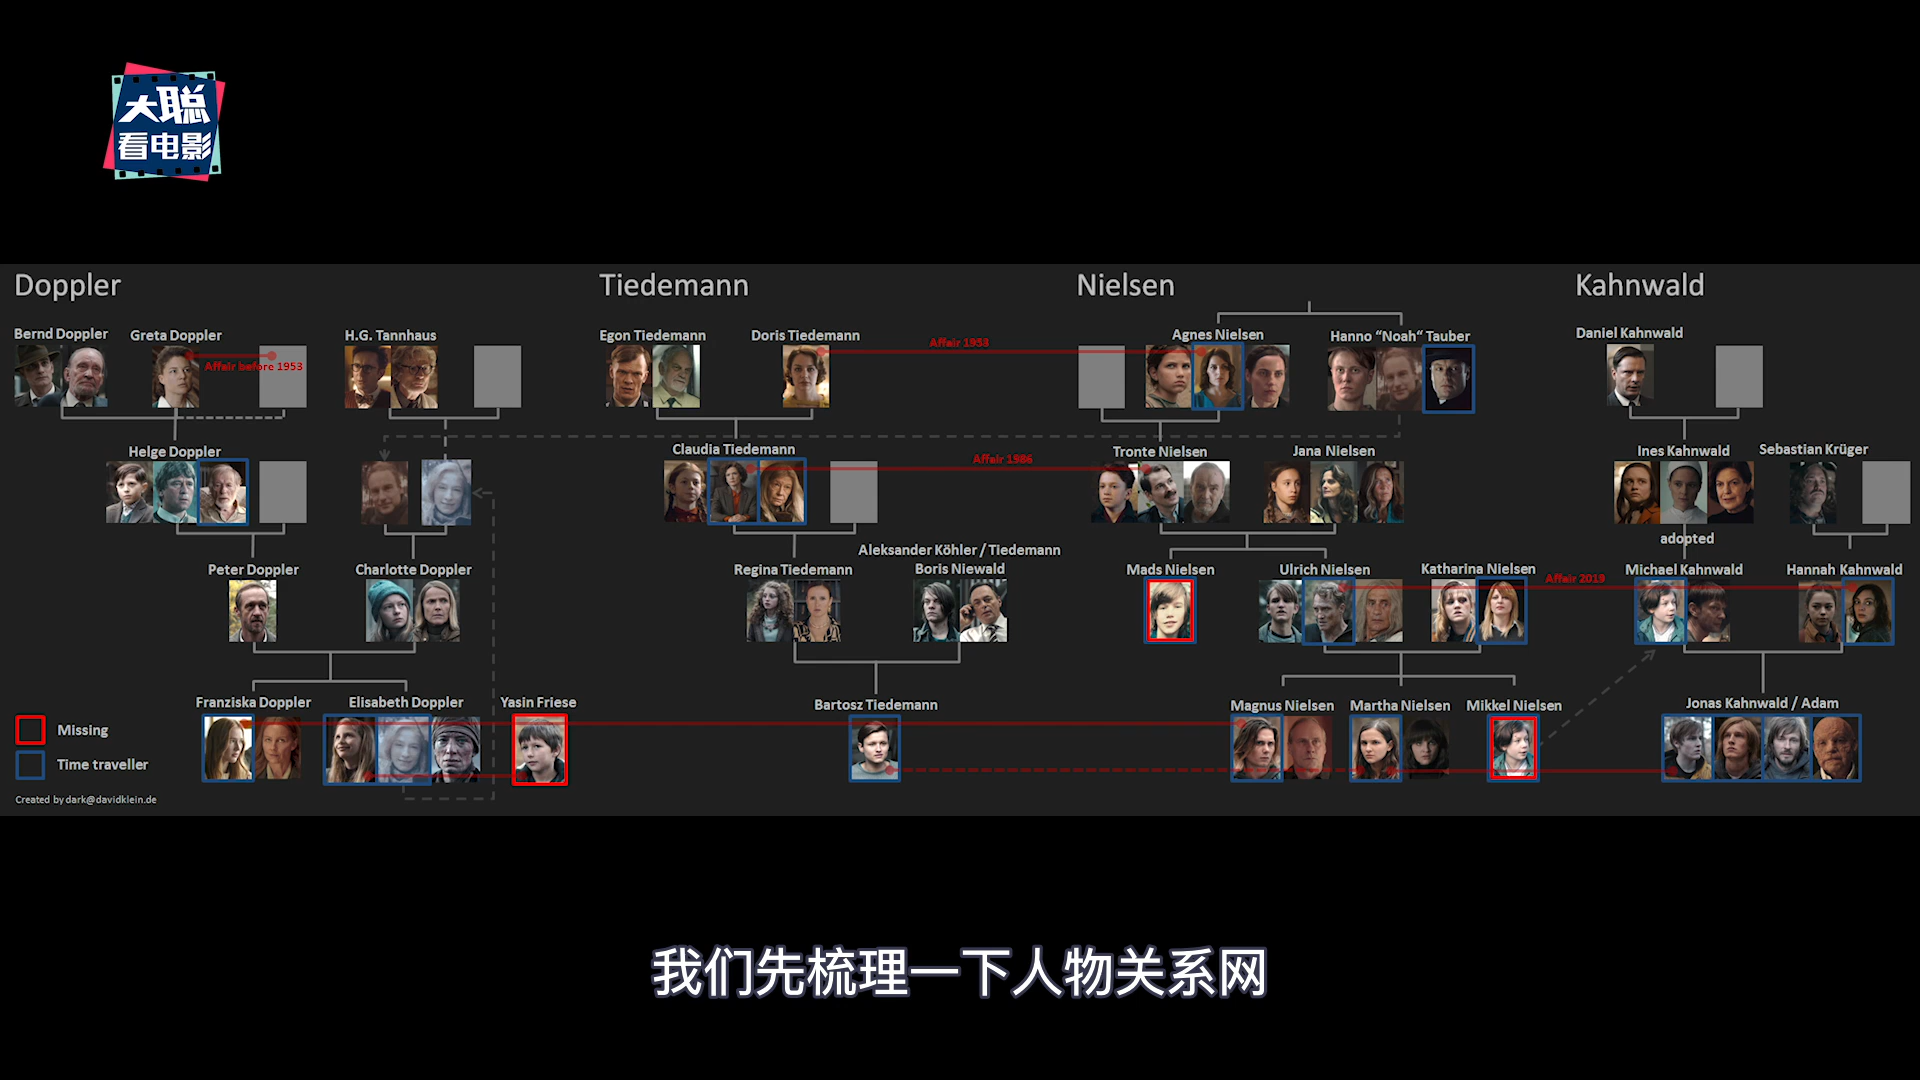 大聪
看电影
Doppler
Tiedemann
Nielsen
Kahnwald
Bernd Doppler
Greta Doppler
H.G. Tannhaus
Egon Tiedemann
Doris Tiedemann
Agnes Nielsen
Hanno “Noah“ Tauber
Daniel Kahnwald
Affair before 1953
Affair 1953
Helge Doppler
Claudia Tiedemann
Tronte Nielsen
Jana Nielsen
Ines Kahnwald
Sebastian Krüger
Affair 1986
adopted
Peter Doppler
Charlotte Doppler
Regina Tiedemann
Aleksander Köhler / Tiedemann
Boris Niewald
Mads Nielsen
Ulrich Nielsen
Katharina Nielsen
Affair 2019
Michael Kahnwald
Hannah Kahnwald
Franziska Doppler
Elisabeth Doppler
Yasin Friese
Bartosz Tiedemann
Magnus Nielsen
Martha Nielsen
Mikkel Nielsen
Jonas Kahnwald / Adam
Missing
Time traveller
Created by dark@davidklein.de
我们先梳理一下人物关系网